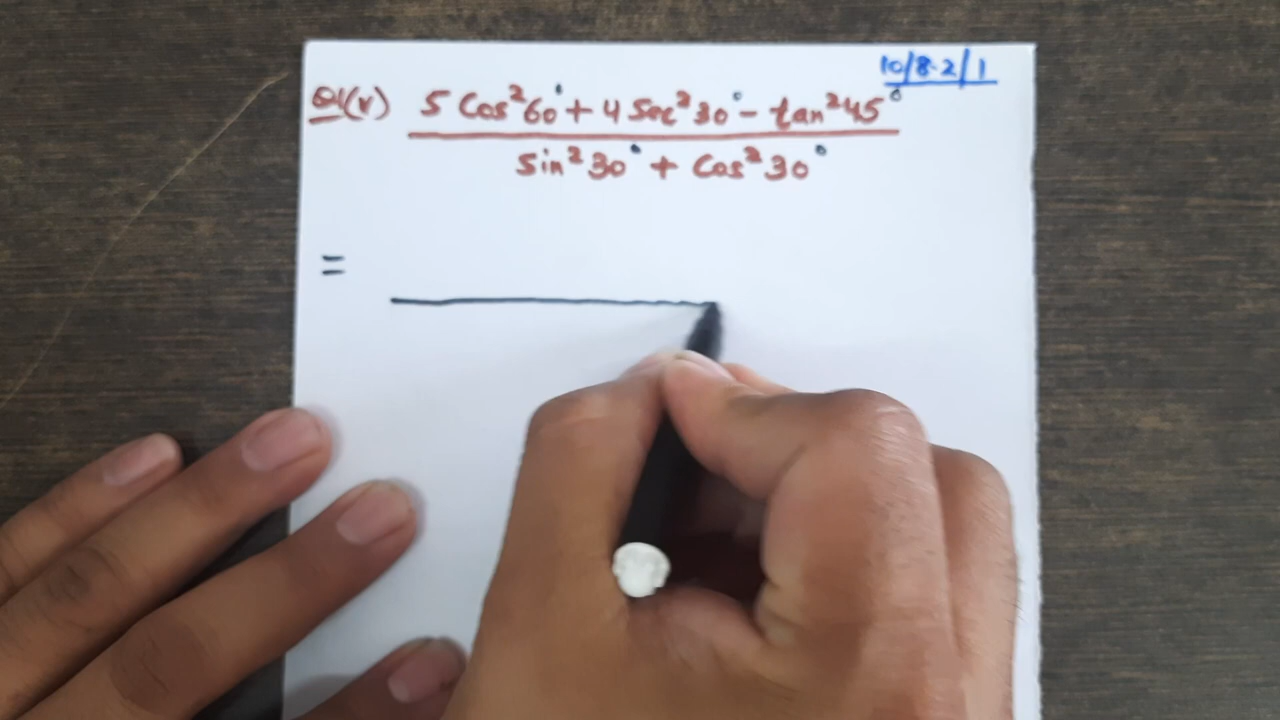 10/8.2/1
Q1(v) 5 Cos²60° + 4 Sec²30° - tan²45°
Sin²30° + Cos²30°
=